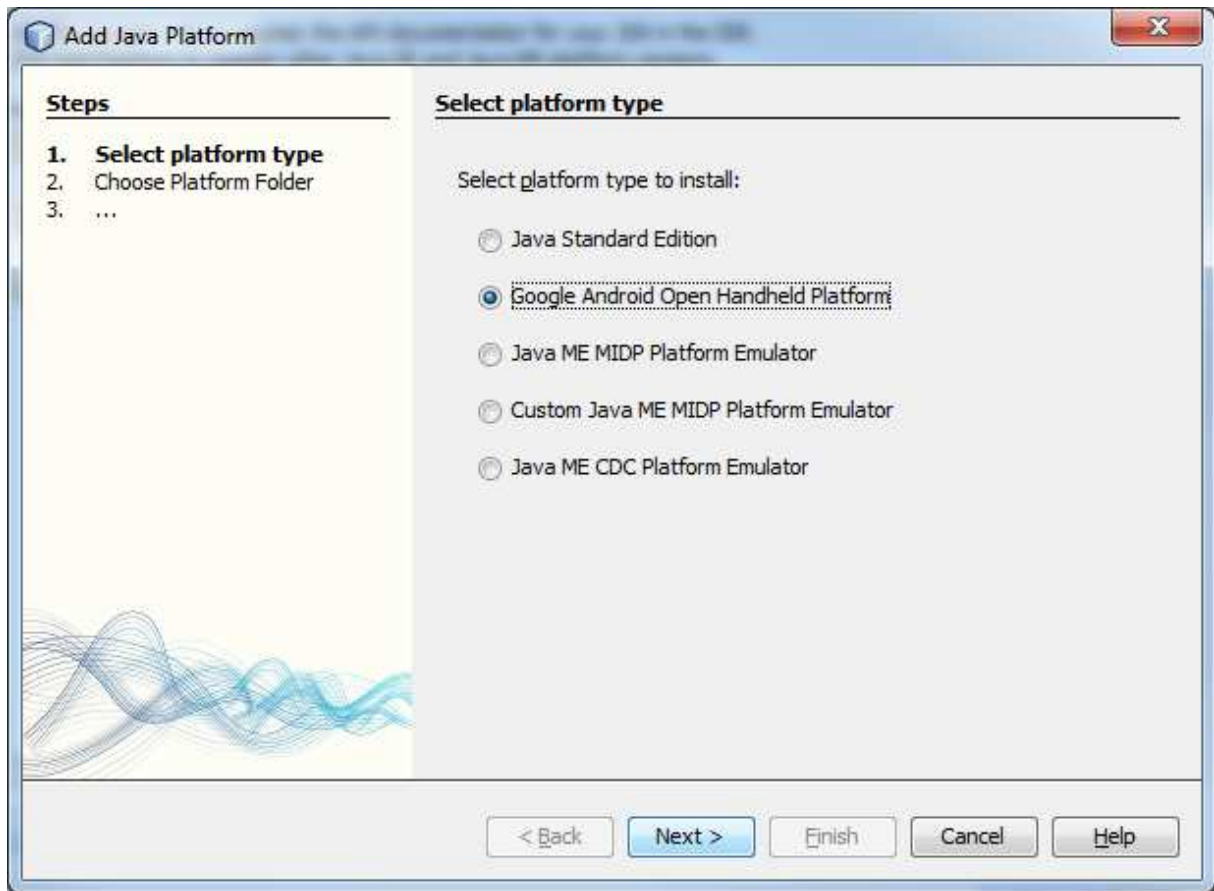 Add Java Platform
Steps
1. Select platform type
2. Choose Platform Folder
3. ...
Select platform type
Select platform type to install:
Java Standard Edition
Google Android Open Handheld Platform
Java ME MIDP Platform Emulator
Custom Java ME MIDP Platform Emulator
Java ME CDC Platform Emulator
< Back Next > Finish Cancel Help